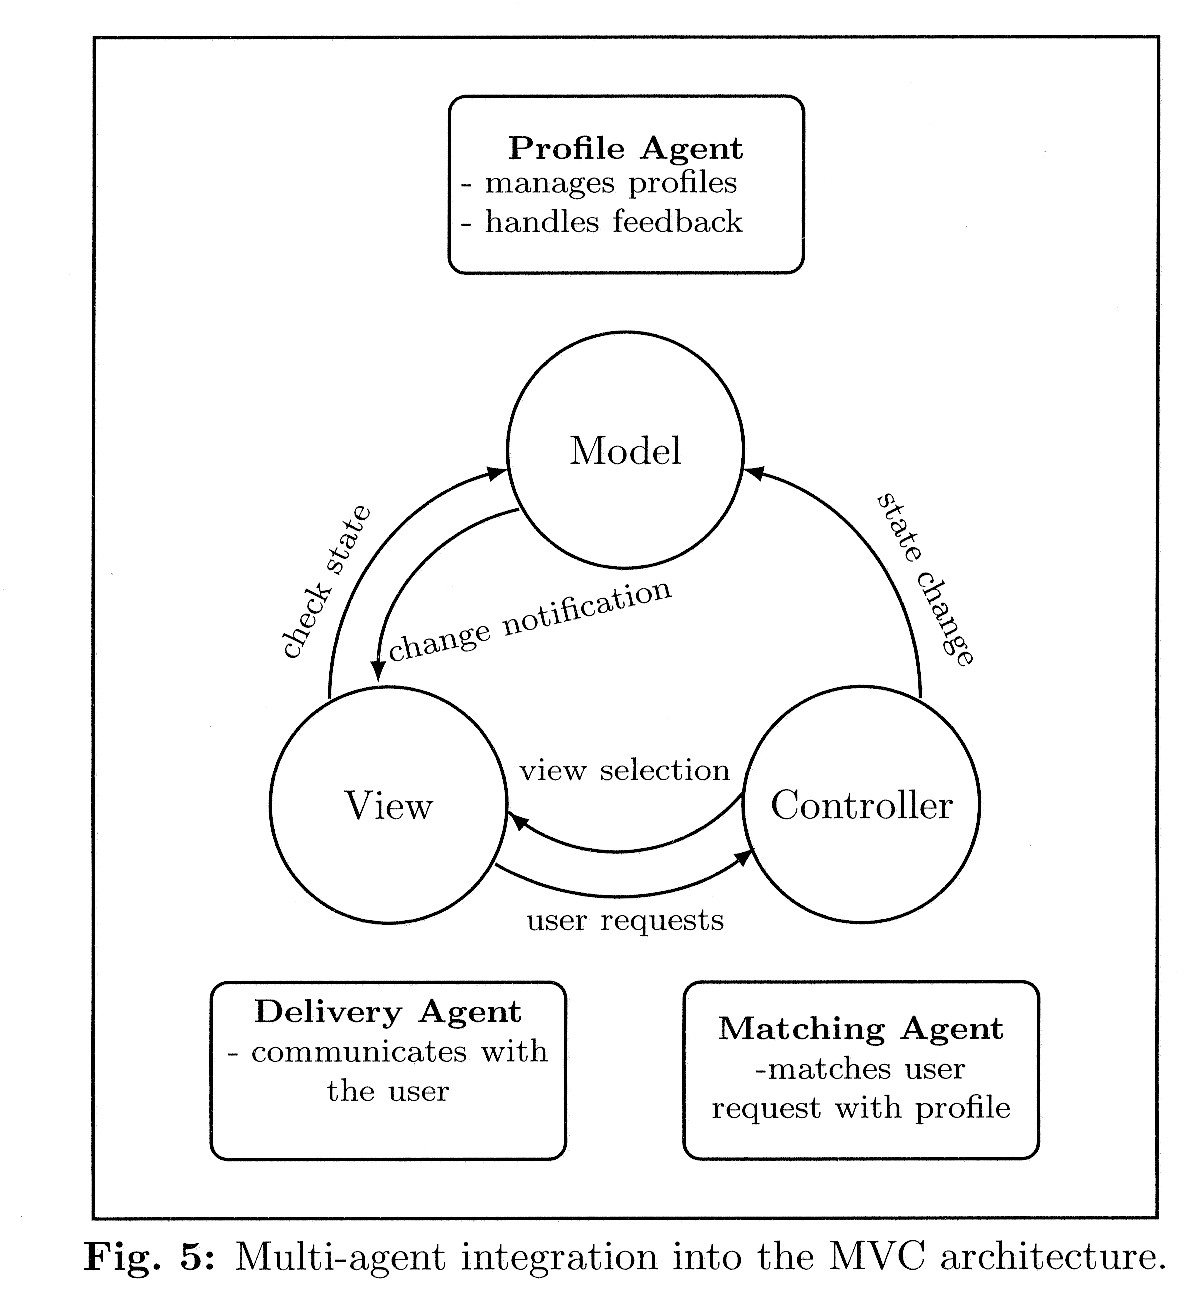 Profile Agent
- manages profiles
- handles feedback
Model
check state
state change
change notification
view selection
View
Controller
user requests
Delivery Agent
- communicates with
the user
Matching Agent
-matches user
request with profile
Fig. 5: Multi-agent integration into the MVC architecture.